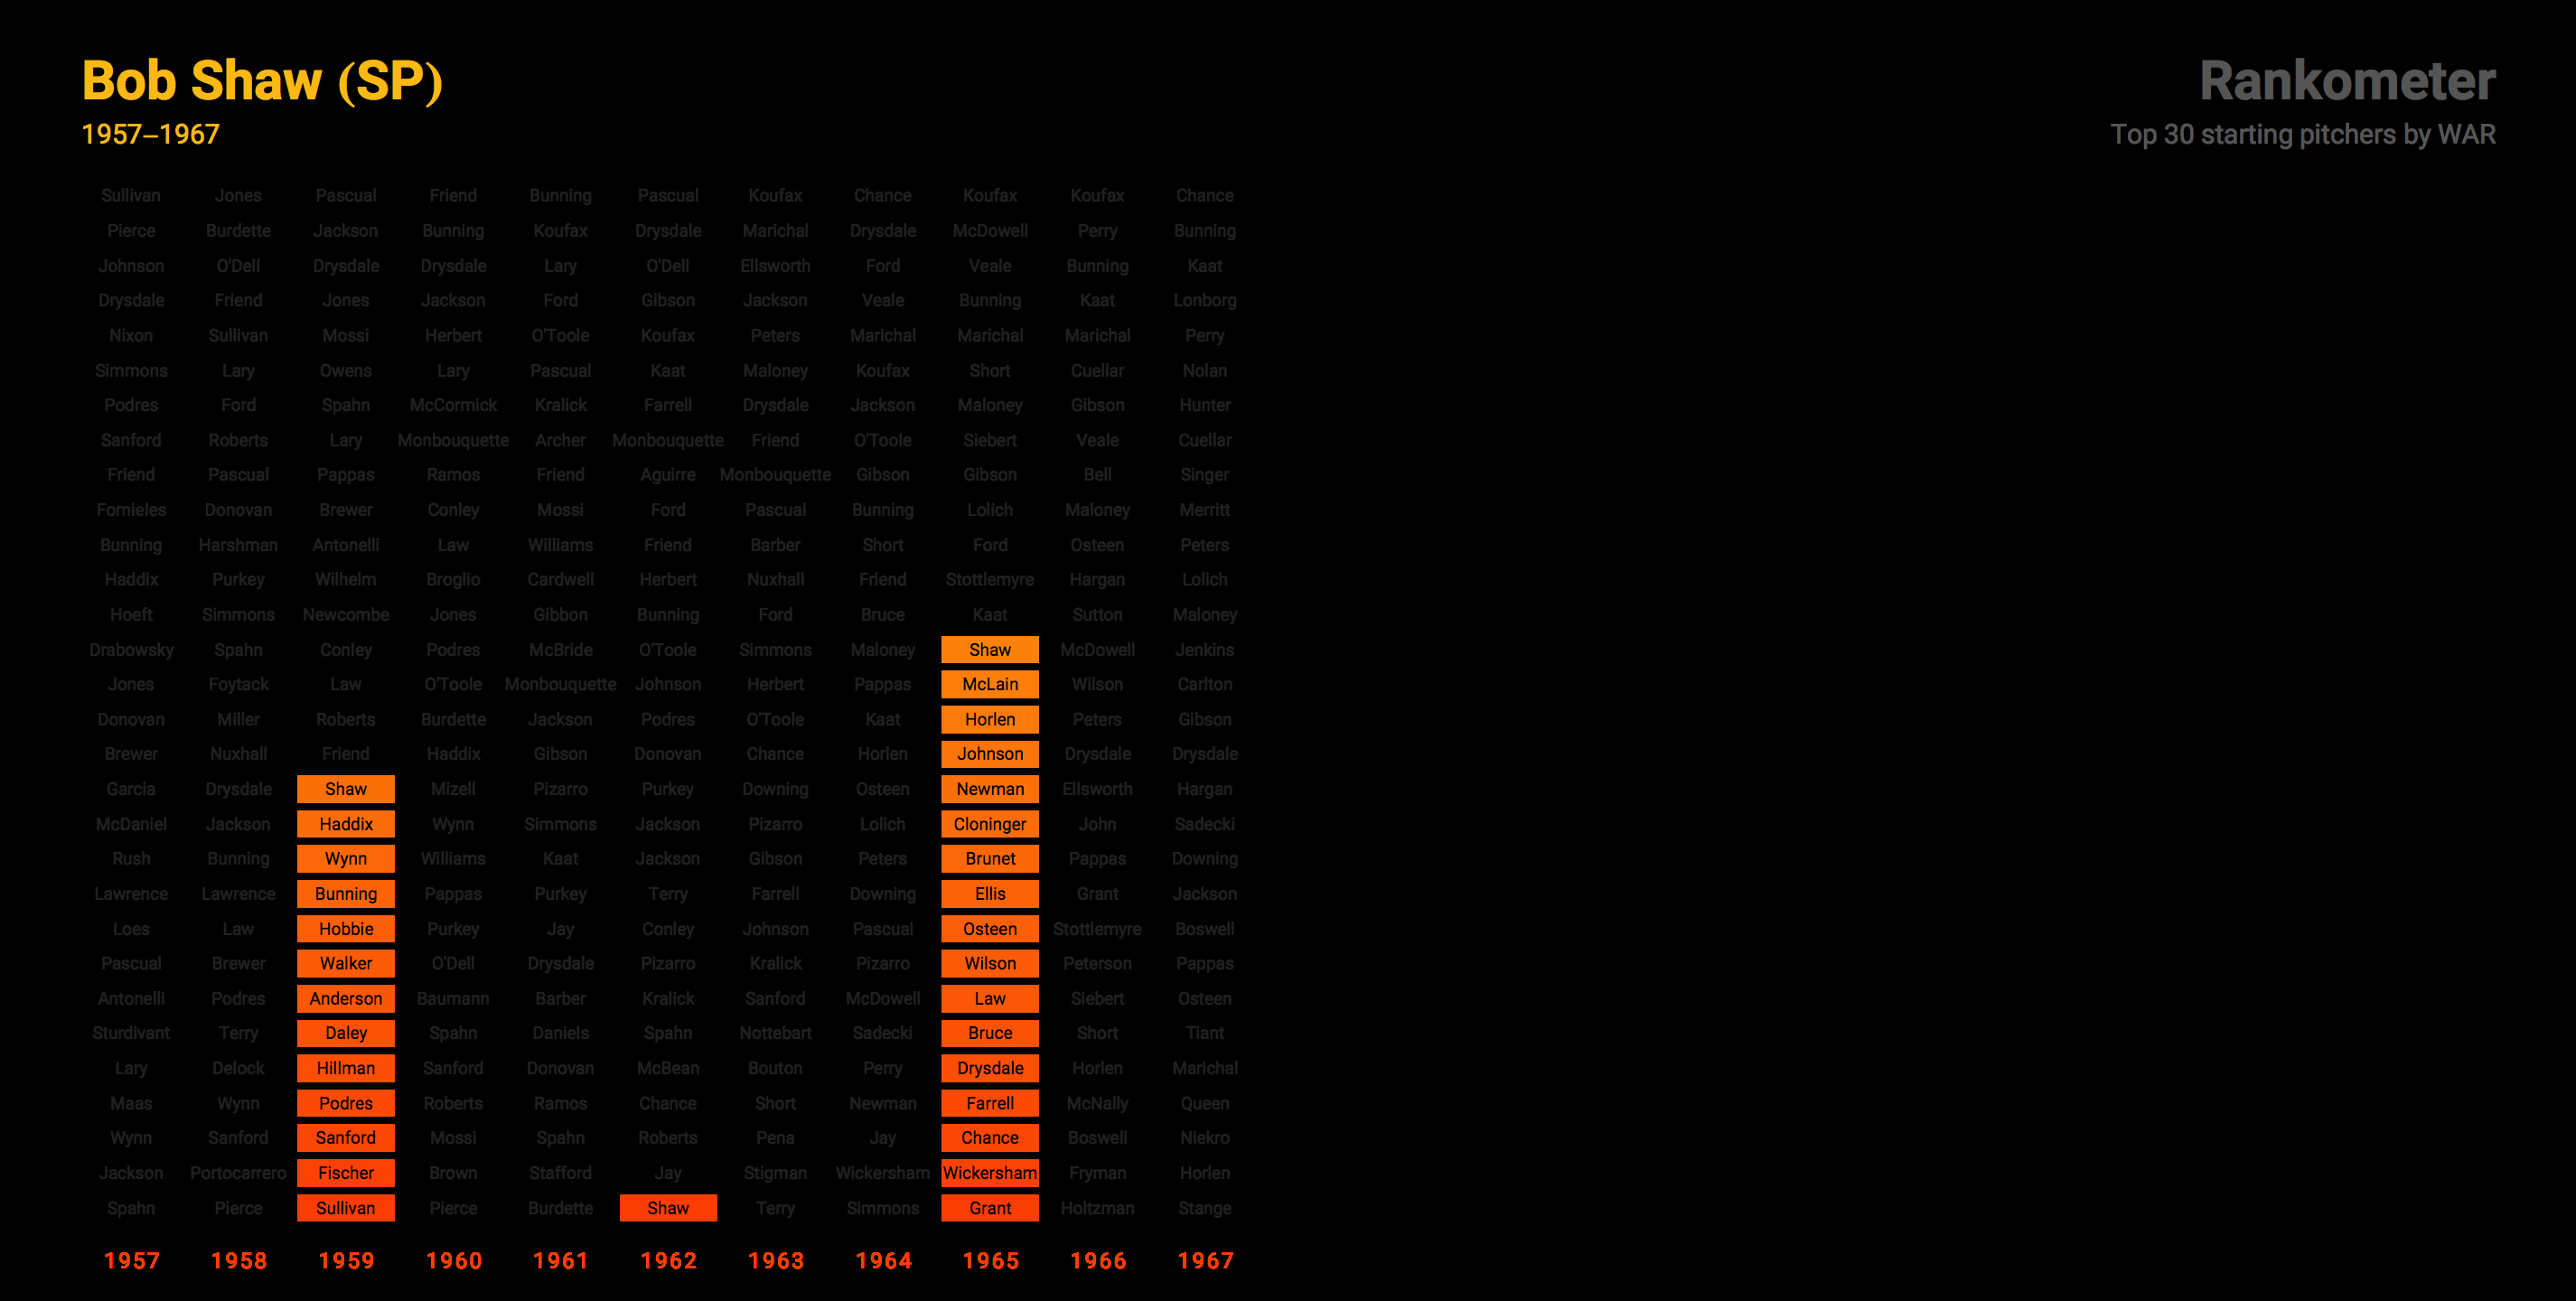 Bob Shaw (SP)
1957–1967
Rankometer
Top 30 starting pitchers by WAR
Sullivan Jones Pascual Friend Bunning Pascual Koufax Chance Koufax Koufax Chance
Pierce Burdette Jackson Bunning Koufax Drysdale Marichal Drysdale McDowell Perry Bunning
Johnson O'Dell Drysdale Drysdale Lary O'Dell Ellsworth Ford Veale Bunning Kaat
Drysdale Friend Jones Jackson Ford Gibson Jackson Veale Bunning Kaat Lonborg
Nixon Sullivan Mossi Herbert O'Toole Koufax Peters Marichal Marichal Marichal Perry
Simmons Lary Owens Lary Pascual Kaat Maloney Koufax Short Cuellar Nolan
Podres Ford Spahn McCormick Kralick Farrell Drysdale Jackson Maloney Gibson Hunter
Sanford Roberts Lary Monbouquette Archer Monbouquette Friend O'Toole Siebert Veale Cuellar
Friend Pascual Pappas Ramos Friend Aguirre Monbouquette Gibson Gibson Bell Singer
Fornieles Donovan Brewer Conley Mossi Ford Pascual Bunning Lolich Maloney Merritt
Bunning Harshman Antonelli Law Williams Friend Barber Short Ford Osteen Peters
Haddix Purkey Wilhelm Broglio Cardwell Herbert Nuxhall Friend Stottlemyre Hargan Lolich
Hoeft Simmons Newcombe Jones Gibbon Bunning Ford Bruce Kaat Sutton Maloney
Drabowsky Spahn Conley Podres McBride O'Toole Simmons Maloney Shaw McDowell Jenkins
Jones Foytack Law O'Toole Monbouquette Johnson Herbert Pappas McLain Wilson Carlton
Donovan Miller Roberts Burdette Jackson Podres O'Toole Kaat Horlen Peters Gibson
Brewer Nuxhall Friend Haddix Gibson Donovan Chance Horlen Johnson Drysdale Drysdale
Garcia Drysdale Shaw Mizell Pizarro Purkey Downing Osteen Newman Ellsworth Hargan
McDaniel Jackson Haddix Wynn Simmons Jackson Pizarro Lolich Cloninger John Sadecki
Rush Bunning Wynn Williams Kaat Jackson Gibson Peters Brunet Pappas Downing
Lawrence Lawrence Bunning Pappas Purkey Terry Farrell Downing Ellis Grant Jackson
Loes Law Hobbie Purkey Jay Conley Johnson Pascual Osteen Stottlemyre Boswell
Pascual Brewer Walker O'Dell Drysdale Pizarro Kralick Pizarro Wilson Peterson Pappas
Antonelli Podres Anderson Baumann Barber Kralick Sanford McDowell Law Siebert Osteen
Sturdivant Terry Daley Spahn Daniels Spahn Nottebart Sadecki Bruce Short Tiant
Lary Delock Hillman Sanford Donovan McBean Bouton Perry Drysdale Horlen Marichal
Maas Wynn Podres Roberts Ramos Chance Short Newman Farrell McNally Queen
Wynn Sanford Sanford Mossi Spahn Roberts Pena Jay Chance Boswell Niekro
Jackson Portocarrero Fischer Brown Stafford Jay Stigman Wickersham Wickersham Fryman Horlen
Spahn Pierce Sullivan Pierce Burdette Shaw Terry Simmons Grant Holtzman Stange
1957 1958 1959 1960 1961 1962 1963 1964 1965 1966 1967